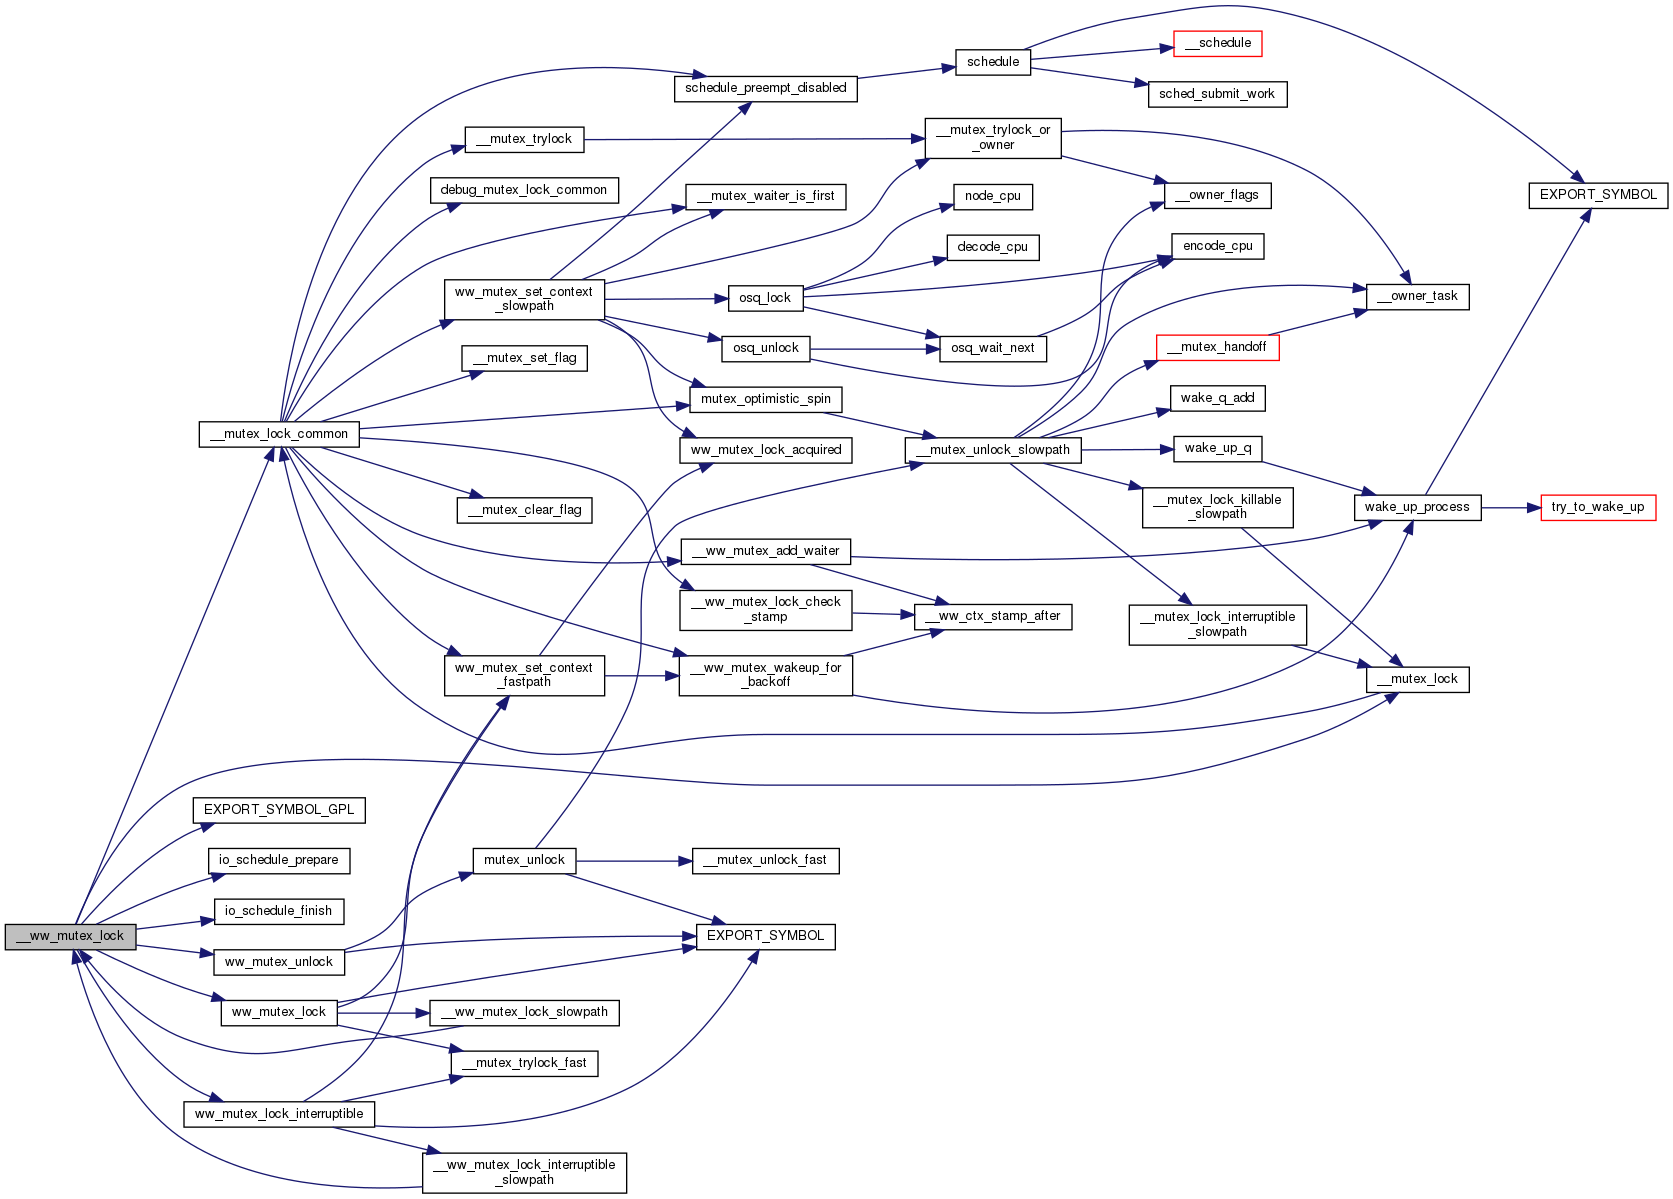 schedule
__schedule
sched_submit_work
schedule_preempt_disabled
__mutex_trylock
__mutex_trylock_or
_owner
debug_mutex_lock_common
__mutex_waiter_is_first
node_cpu
__owner_flags
EXPORT_SYMBOL
decode_cpu
encode_cpu
ww_mutex_set_context
_slowpath
osq_lock
__owner_task
osq_unlock
osq_wait_next
__mutex_handoff
__mutex_set_flag
mutex_optimistic_spin
wake_q_add
__mutex_lock_common
ww_mutex_lock_acquired
__mutex_unlock_slowpath
wake_up_q
__mutex_clear_flag
__mutex_lock_killable
_slowpath
wake_up_process
try_to_wake_up
__ww_mutex_add_waiter
__ww_mutex_lock_check
_stamp
__ww_ctx_stamp_after
__mutex_lock_interruptible
_slowpath
ww_mutex_set_context
_fastpath
__ww_mutex_wakeup_for
_backoff
__mutex_lock
EXPORT_SYMBOL_GPL
io_schedule_prepare
mutex_unlock
__mutex_unlock_fast
io_schedule_finish
__ww_mutex_lock
ww_mutex_unlock
EXPORT_SYMBOL
ww_mutex_lock
__ww_mutex_lock_slowpath
__mutex_trylock_fast
ww_mutex_lock_interruptible
__ww_mutex_lock_interruptible
_slowpath